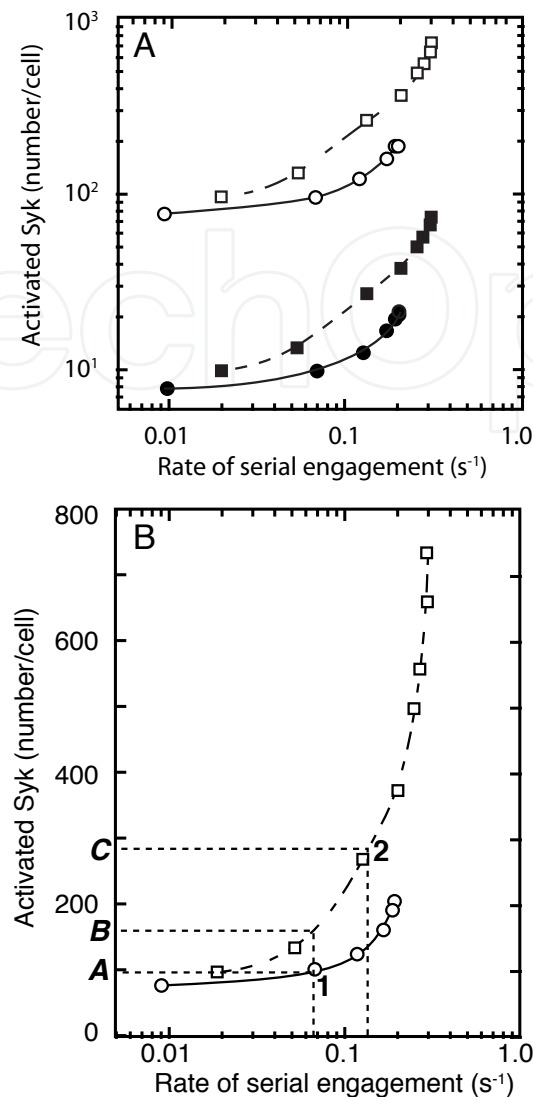 A
10³
10²
10¹
Activated Syk (number/cell)
0.01 0.1 1.0
Rate of serial engagement (s⁻¹)
echOp
B
800
600
400
C
2
200
B
A
1
0
Activated Syk (number/cell)
0.01 0.1 1.0
Rate of serial engagement (s⁻¹)